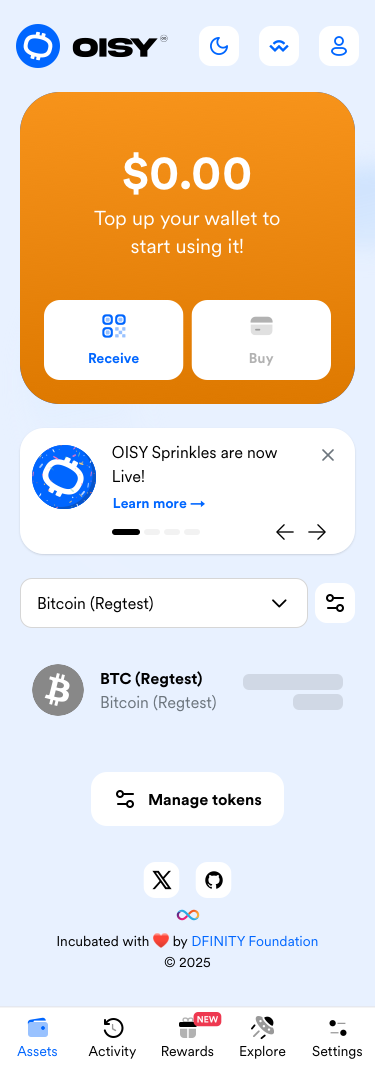 OISY
$0.00
Top up your wallet to
start using it!
Receive
Buy
OISY Sprinkles are now
Live!
Learn more →
Bitcoin (Regtest)
BTC (Regtest)
Bitcoin (Regtest)
Manage tokens
Incubated with ❤️ by DFINITY Foundation
© 2025
NEW
Assets
Activity
Rewards
Explore
Settings